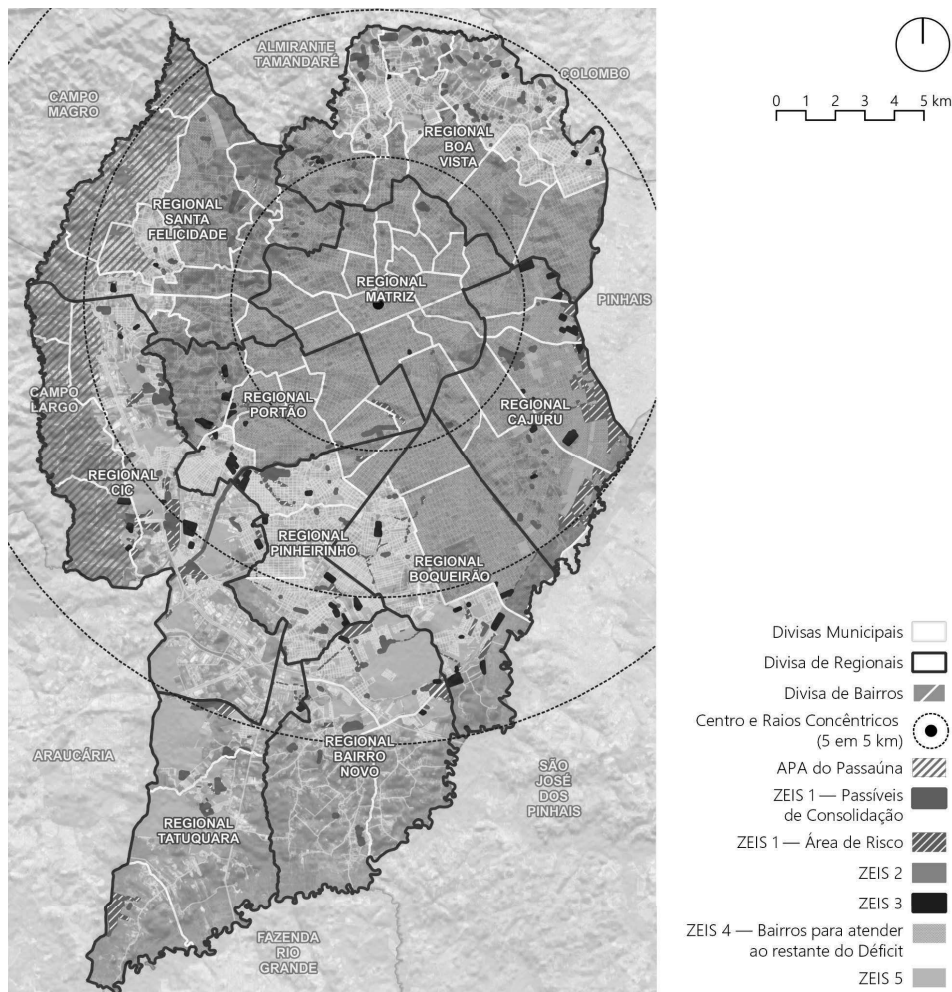 ALMIRANTE
TAMANDARÉ
COLOMBO
CAMPO
MAGRO
REGIONAL
BOA
VISTA
REGIONAL
SANTA
FELICIDADE
REGIONAL
MATRIZ
PINHAIS
CAMPO
LARGO
REGIONAL
PORTÃO
REGIONAL
CAJURU
REGIONAL
CIC
REGIONAL
PINHEIRINHO
REGIONAL
BOQUEIRÃO
ARAUCÁRIA
REGIONAL
BAIRRO
NOVO
SÃO
JOSÉ
DOS
PINHAIS
REGIONAL
TATUQUARA
FAZENDA
RIO
GRANDE
0 1 2 3 4 5 km
Divisas Municipais
Divisa de Regionais
Divisa de Bairros
Centro e Raios Concêntricos
(5 em 5 km)
APA do Passaúna
ZEIS 1 — Passíveis
de Consolidação
ZEIS 1 — Área de Risco
ZEIS 2
ZEIS 3
ZEIS 4 — Bairros para atender
ao restante do Déficit
ZEIS 5